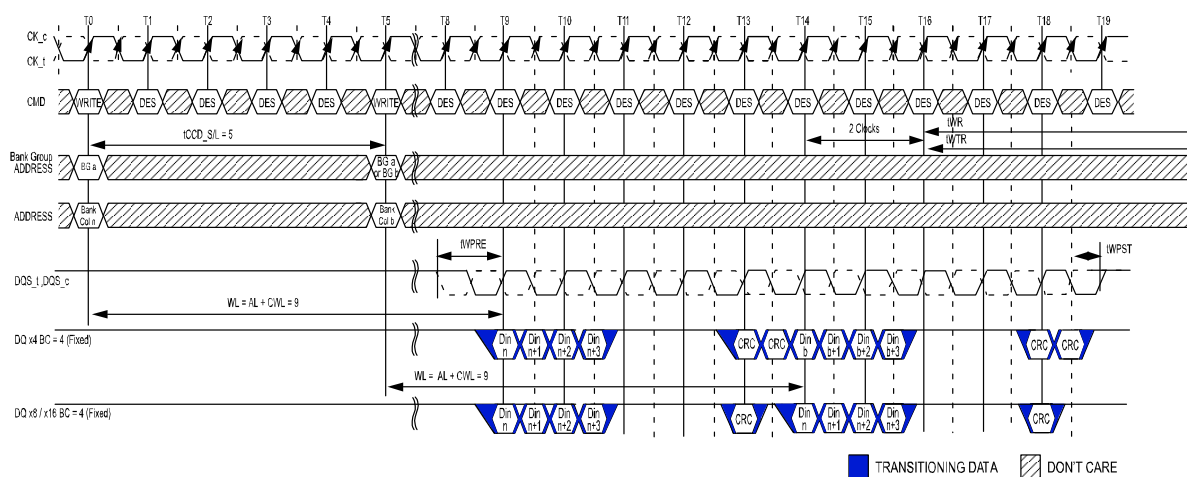 T0 T1 T2 T3 T4 T5 T8 T9 T10 T11 T12 T13 T14 T15 T16 T17 T18 T19
CK_c
CK_t
CMD WRITE DES DES DES DES WRITE DES DES DES DES DES DES DES DES DES DES DES DES
tCCD_S/L = 5 2 Clocks tWR
tWTR
Bank Group
ADDRESS BG a BG a
or BG b
ADDRESS Bank
Col n Bank
Col b
tWPRE tWPST
DQS_t ,DQS_c
WL = AL + CWL = 9
DQ x4 BC = 4 (Fixed) Din
n Din
n+1 Din
n+2 Din
n+3 CRC CRC Din
b Din
b+1 Din
b+2 Din
b+3 CRC CRC
WL = AL + CWL = 9
DQ x8 / x16 BC = 4 (Fixed) Din
n Din
n+1 Din
n+2 Din
n+3 CRC Din
n Din
n+1 Din
n+2 Din
n+3 CRC
TRANSITIONING DATA DON'T CARE